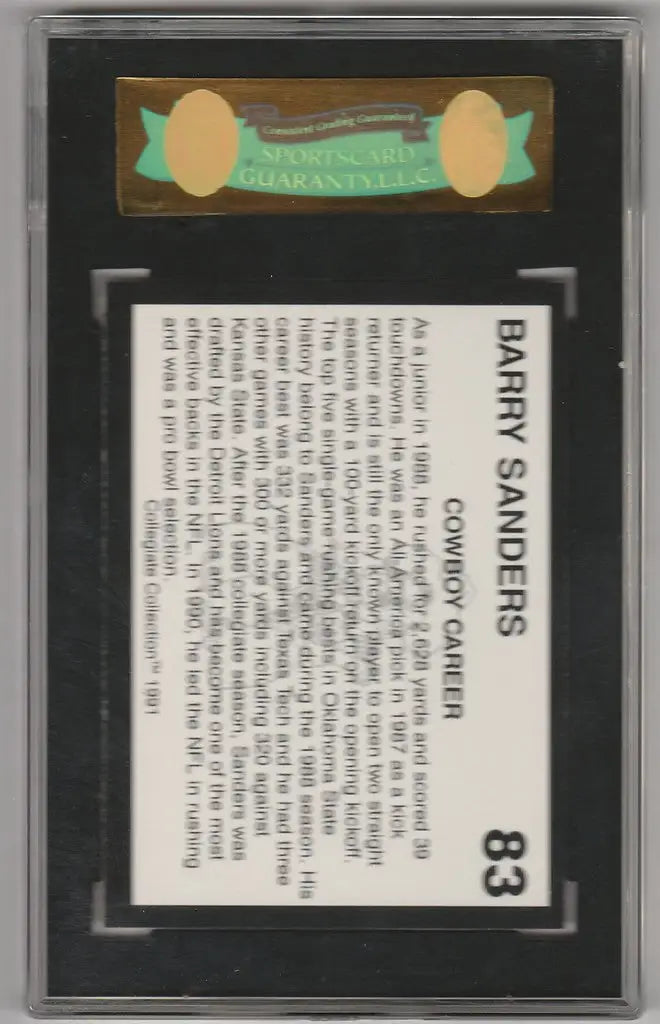 Consistent Grading Guaranteed
SPORTSCARD
GUARANTY,L.L.C.
BARRY SANDERS 83
COWBOY CAREER
As a junior in 1988, he rushed for 2,628 yards and scored 39
touchdowns. He was an All-America pick in 1987 as a kick
returner and is still the only known player to open two straight
seasons with a 100-yard kickoff return off the opening kickoff.
The top five single-game rushing bests in Oklahoma State
history belong to Sanders and came during the 1988 season. His
career best was 332 yards against Texas Tech and he had three
other games with 300 or more yards including 320 against
Kansas State. After the 1988 collegiate season, Sanders was
drafted by the Detroit Lions and has become one of the most
effective backs in the NFL. In 1990, he led the NFL in rushing
and was a pro bowl selection.
Collegiate Collection™ 1991